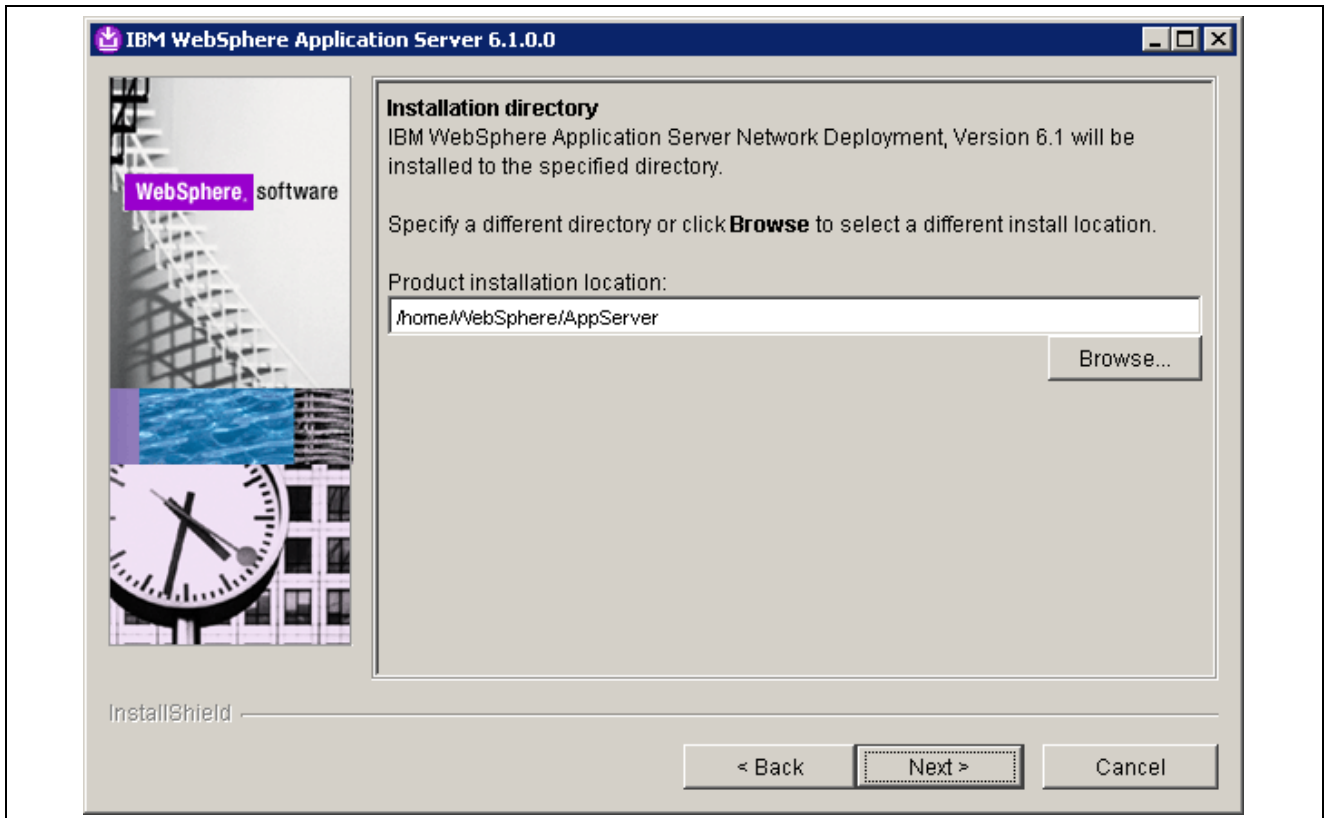 IBM WebSphere Application Server 6.1.0.0
WebSphere. software
Installation directory
IBM WebSphere Application Server Network Deployment, Version 6.1 will be
installed to the specified directory.
Specify a different directory or click Browse to select a different install location.
Product installation location:
/home/WebSphere/AppServer
Browse...
InstallShield
< Back
Next >
Cancel